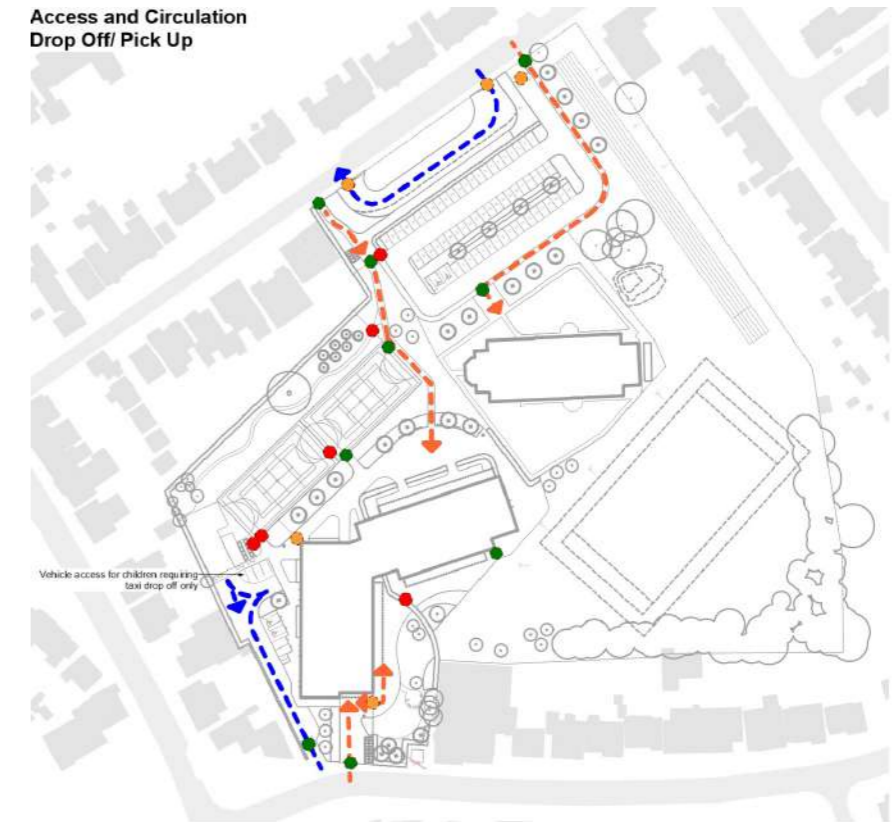 Access and Circulation
Drop Off/ Pick Up
Vehicle access for children requiring
taxi drop off only